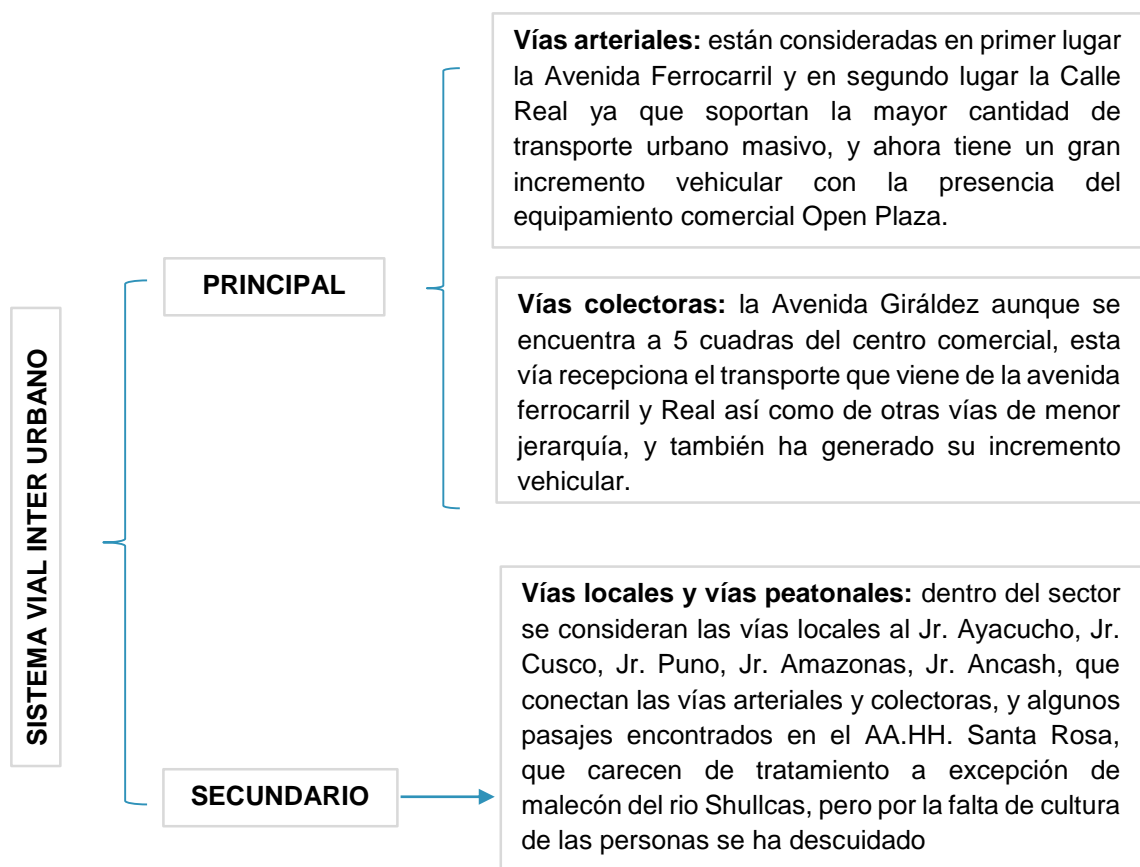 Vías arteriales: están consideradas en primer lugar
la Avenida Ferrocarril y en segundo lugar la Calle
Real ya que soportan la mayor cantidad de
transporte urbano masivo, y ahora tiene un gran
incremento vehicular con la presencia del
equipamiento comercial Open Plaza.
PRINCIPAL
Vías colectoras: la Avenida Giráldez aunque se
encuentra a 5 cuadras del centro comercial, esta
vía recepciona el transporte que viene de la avenida
ferrocarril y Real así como de otras vías de menor
jerarquía, y también ha generado su incremento
vehicular.
SISTEMA VIAL INTER URBANO
Vías locales y vías peatonales: dentro del sector
se consideran las vías locales al Jr. Ayacucho, Jr.
Cusco, Jr. Puno, Jr. Amazonas, Jr. Ancash, que
conectan las vías arteriales y colectoras, y algunos
pasajes encontrados en el AA.HH. Santa Rosa,
que carecen de tratamiento a excepción de
malecón del rio Shullcas, pero por la falta de cultura
de las personas se ha descuidado
SECUNDARIO